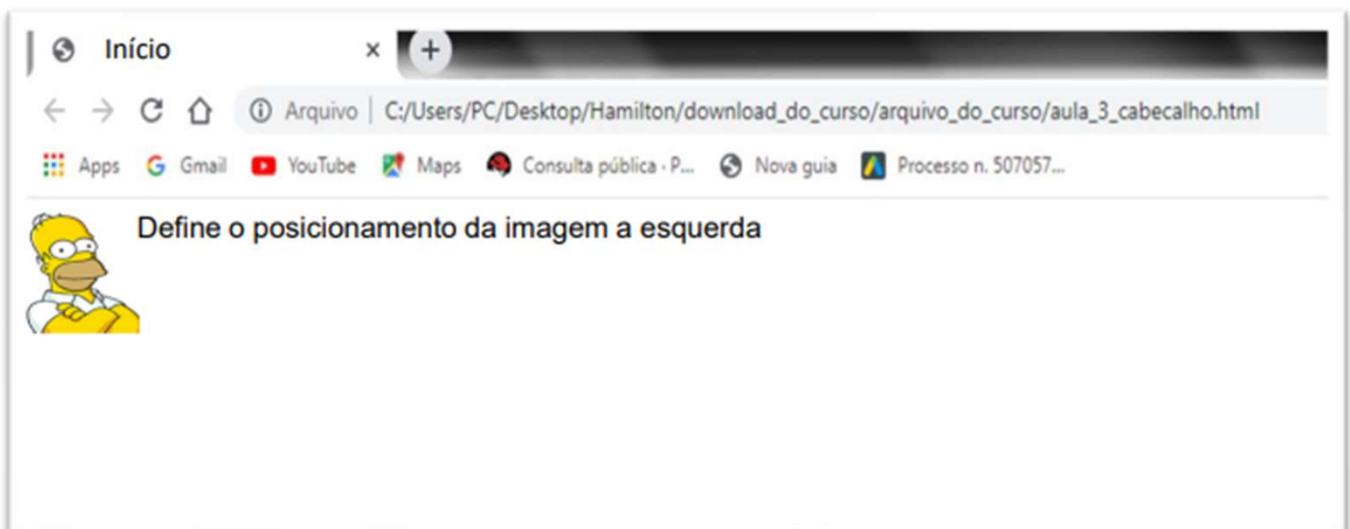 Início
Arquivo C:/Users/PC/Desktop/Hamilton/download_do_curso/arquivo_do_curso/aula_3_cabecalho.html
Apps Gmail YouTube Maps Consulta pública - P... Nova guia Processo n. 507057...
Define o posicionamento da imagem a esquerda